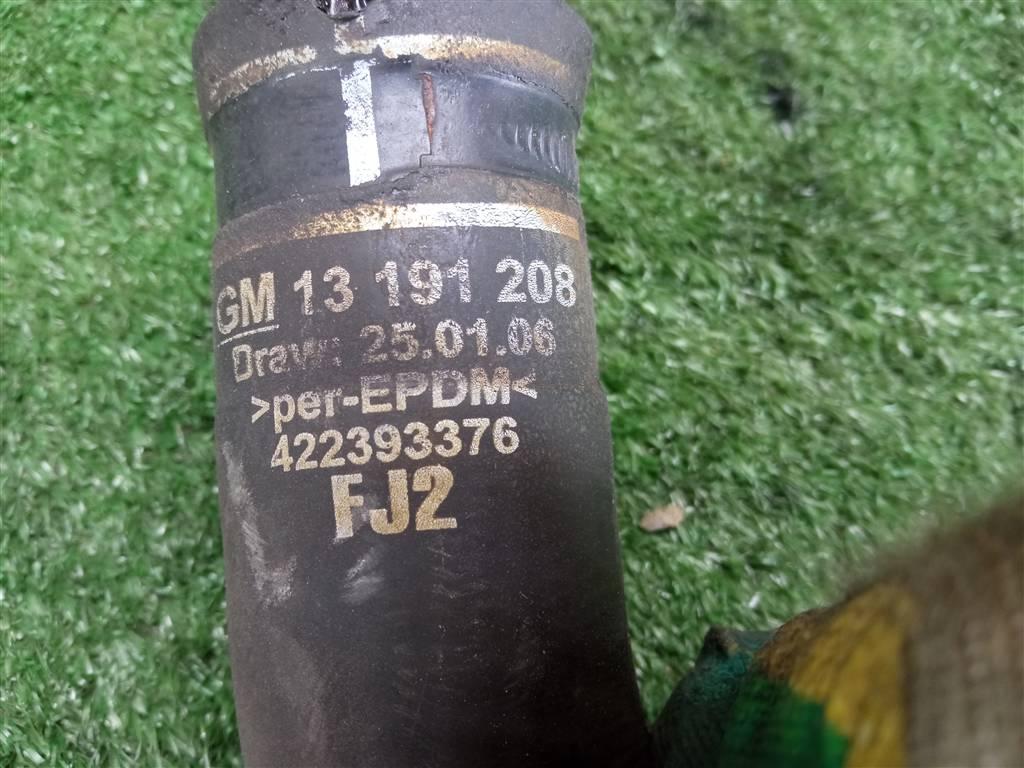 GM 13 191 208
Draw: 25.01.06
>per-EPDM<
422393376
FJ2